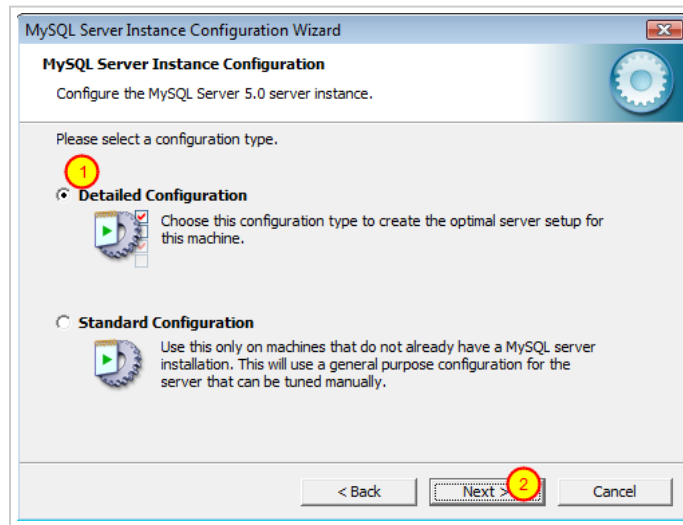 MySQL Server Instance Configuration Wizard
MySQL Server Instance Configuration
Configure the MySQL Server 5.0 server instance.
Please select a configuration type.
1
Detailed Configuration
Choose this configuration type to create the optimal server setup for
this machine.
Standard Configuration
Use this only on machines that do not already have a MySQL server
installation. This will use a general purpose configuration for the
server that can be tuned manually.
< Back Next > 2 Cancel